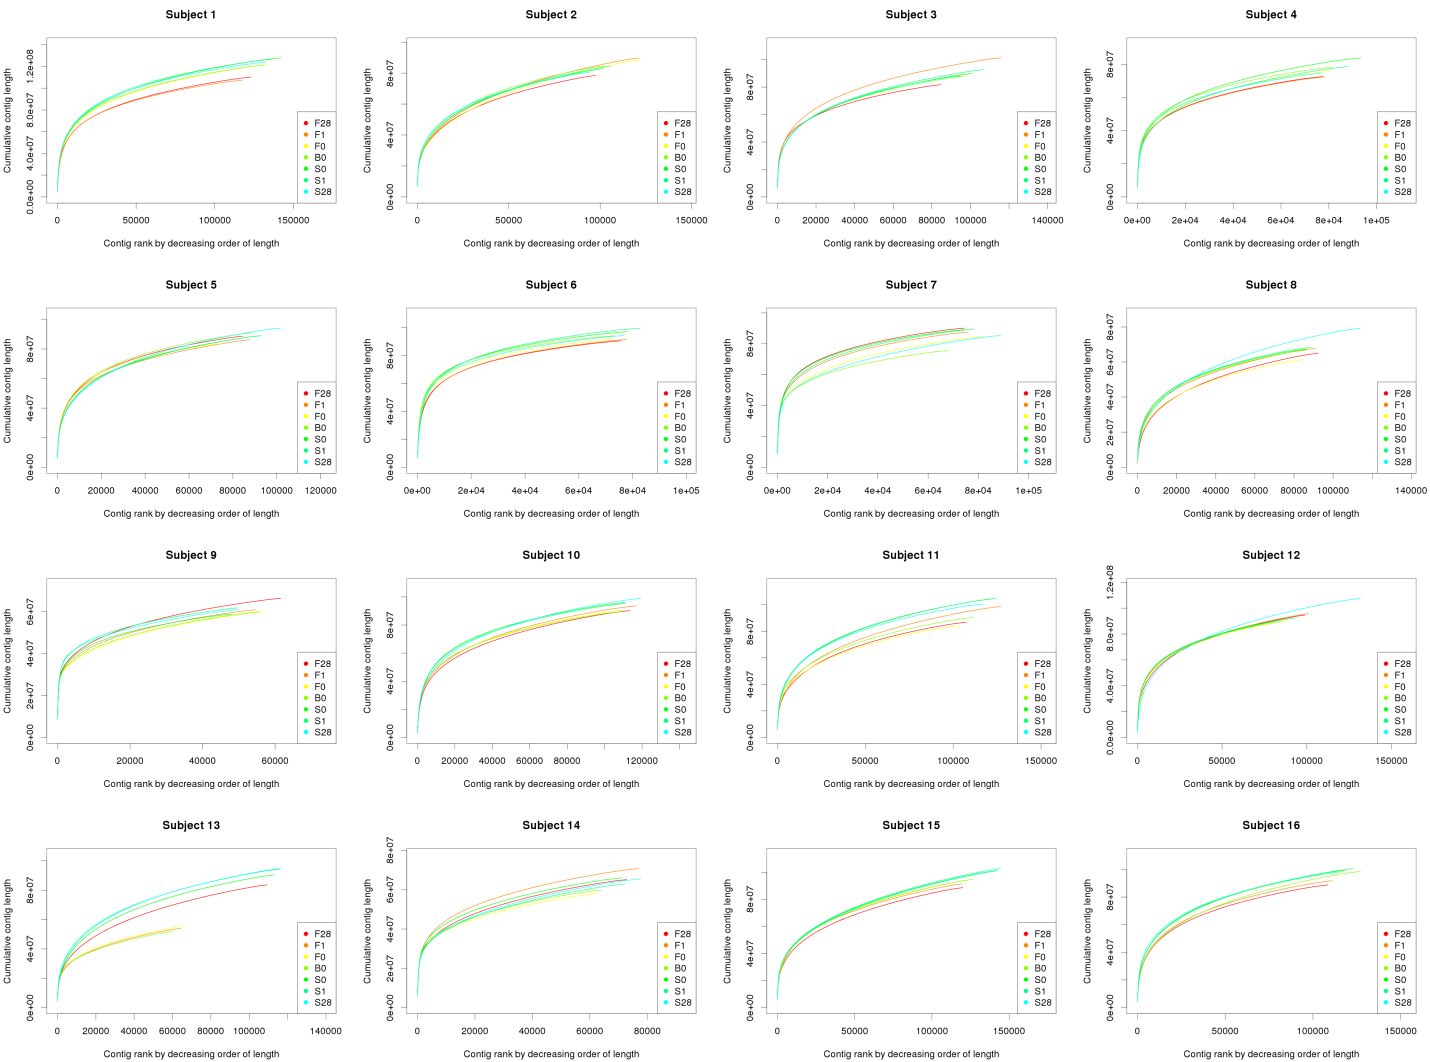 Subject 1
Cumulative contig length
0.0e+00 4.0e+07 8.0e+07 1.2e+08
F28
F1
F0
B0
S0
S1
S28
0 50000 100000 150000
Contig rank by decreasing order of length
Subject 2
Cumulative contig length
0e+00 4e+07 8e+07
F28
F1
F0
B0
S0
S1
S28
0 50000 100000 150000
Contig rank by decreasing order of length
Subject 3
Cumulative contig length
0e+00 4e+07 8e+07
F28
F1
F0
B0
S0
S1
S28
0 20000 40000 60000 80000 100000 140000
Contig rank by decreasing order of length
Subject 4
Cumulative contig length
0e+00 4e+07 8e+07
F28
F1
F0
B0
S0
S1
S28
0e+00 2e+04 4e+04 6e+04 8e+04 1e+05
Contig rank by decreasing order of length
Subject 5
Cumulative contig length
0e+00 4e+07 8e+07
F28
F1
F0
B0
S0
S1
S28
0 20000 40000 60000 80000 100000 120000
Contig rank by decreasing order of length
Subject 6
Cumulative contig length
0e+00 4e+07 8e+07
F28
F1
F0
B0
S0
S1
S28
0e+00 2e+04 4e+04 6e+04 8e+04 1e+05
Contig rank by decreasing order of length
Subject 7
Cumulative contig length
0e+00 4e+07 8e+07
F28
F1
F0
B0
S0
S1
S28
0e+00 2e+04 4e+04 6e+04 8e+04 1e+05
Contig rank by decreasing order of length
Subject 8
Cumulative contig length
0e+00 2e+07 4e+07 6e+07 8e+07
F28
F1
F0
B0
S0
S1
S28
0 20000 40000 60000 80000 100000 140000
Contig rank by decreasing order of length
Subject 9
Cumulative contig length
0e+00 2e+07 4e+07 6e+07
F28
F1
F0
B0
S0
S1
S28
0 20000 40000 60000
Contig rank by decreasing order of length
Subject 10
Cumulative contig length
0e+00 4e+07 8e+07
F28
F1
F0
B0
S0
S1
S28
0 20000 40000 60000 80000 120000
Contig rank by decreasing order of length
Subject 11
Cumulative contig length
0e+00 4e+07 8e+07
F28
F1
F0
B0
S0
S1
S28
0 50000 100000 150000
Contig rank by decreasing order of length
Subject 12
Cumulative contig length
0.0e+00 4.0e+07 8.0e+07 1.2e+08
F28
F1
F0
B0
S0
S1
S28
0 50000 100000 150000
Contig rank by decreasing order of length
Subject 13
Cumulative contig length
0e+00 4e+07 8e+07
F28
F1
F0
B0
S0
S1
S28
0 20000 40000 60000 80000 100000 140000
Contig rank by decreasing order of length
Subject 14
Cumulative contig length
0e+00 2e+07 4e+07 6e+07 8e+07
F28
F1
F0
B0
S0
S1
S28
0 20000 40000 60000 80000
Contig rank by decreasing order of length
Subject 15
Cumulative contig length
0e+00 4e+07 8e+07
F28
F1
F0
B0
S0
S1
S28
0 50000 100000 150000
Contig rank by decreasing order of length
Subject 16
Cumulative contig length
0e+00 4e+07 8e+07
F28
F1
F0
B0
S0
S1
S28
0 50000 100000 150000
Contig rank by decreasing order of length